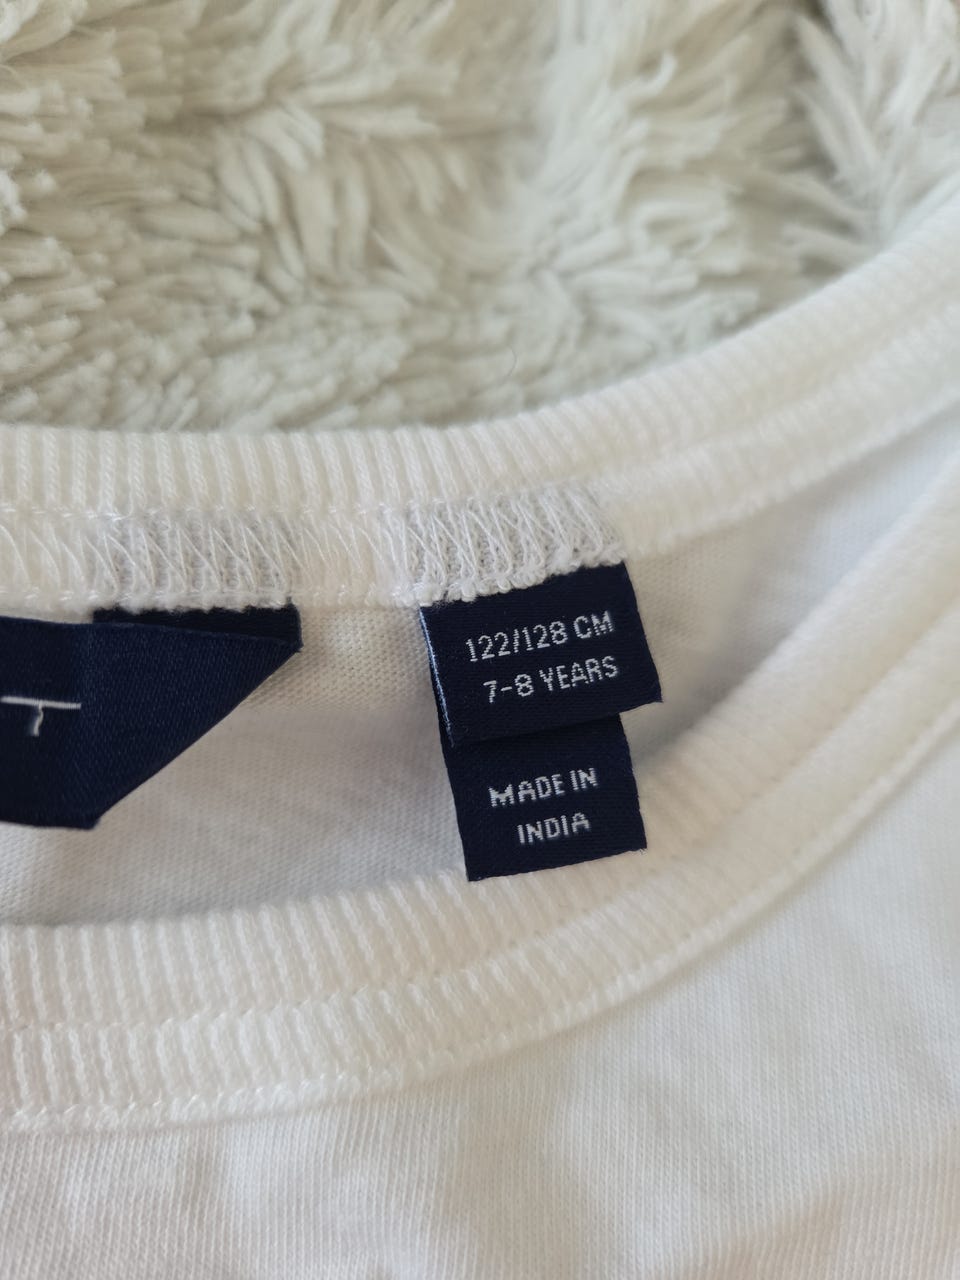 122/128 CM
7-8 YEARS
MADE IN
INDIA